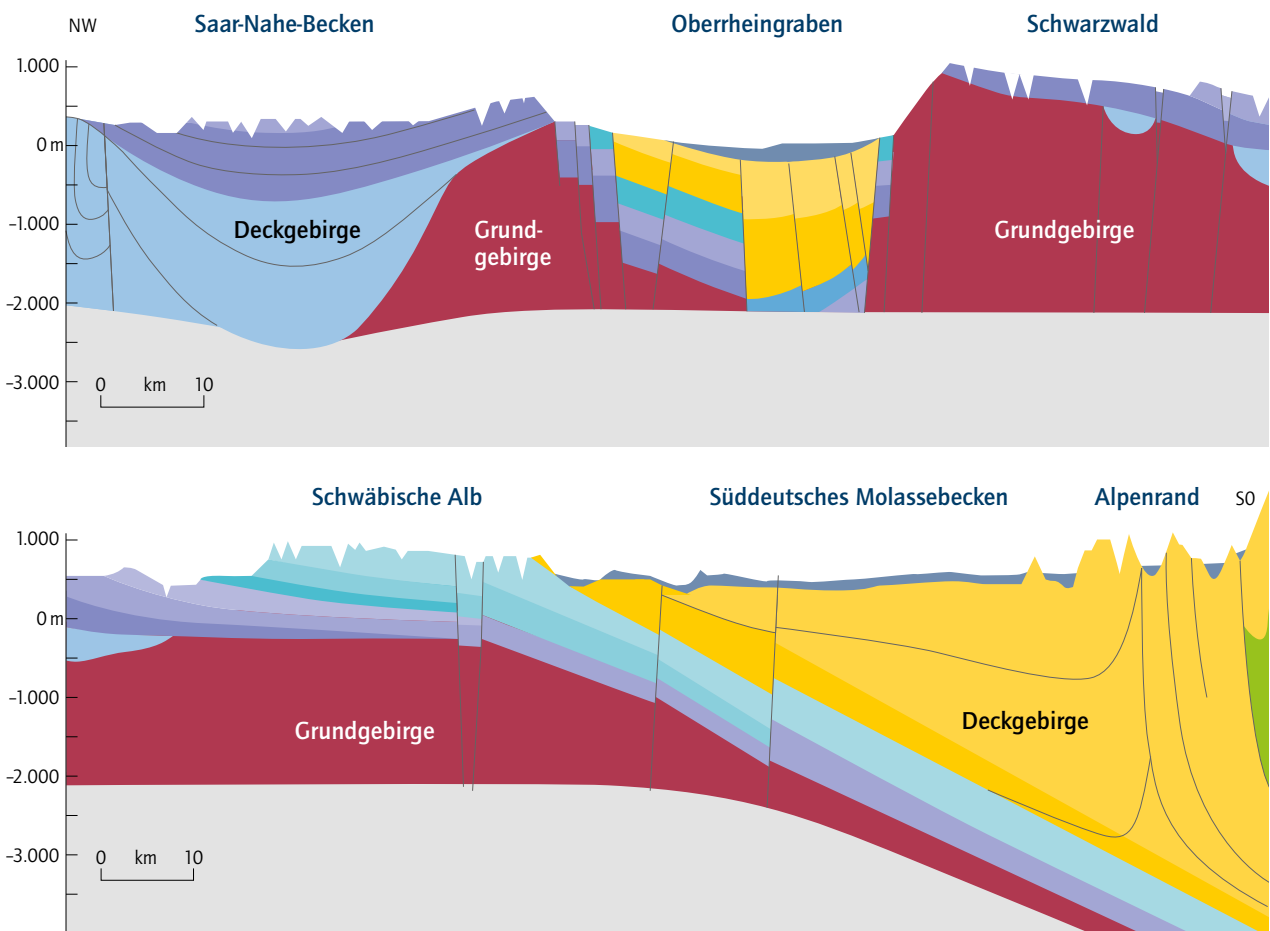 NW
Saar-Nahe-Becken
Oberrheingraben
Schwarzwald
1.000
0 m
–1.000
–2.000
–3.000
Deckgebirge
Grund-
gebirge
Grundgebirge
0 km 10
Schwäbische Alb
Süddeutsches Molassebecken
Alpenrand
SO
1.000
0 m
–1.000
–2.000
–3.000
Grundgebirge
Deckgebirge
0 km 10